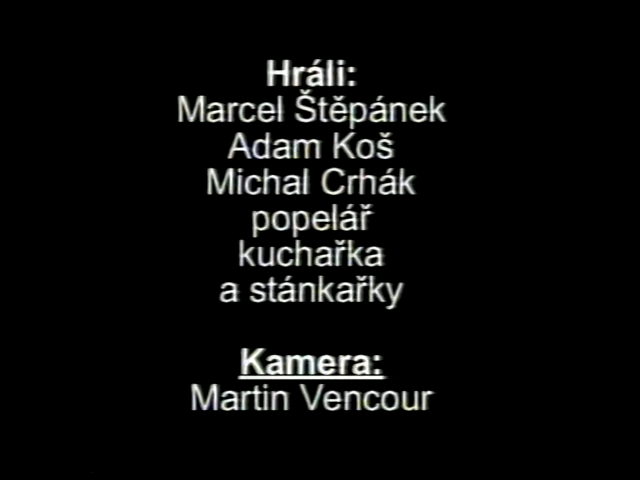 Hráli:
Marcel Štěpánek
Adam Koš
Michal Crhák
popelář
kuchařka
a stánkařky
Kamera:
Martin Vencour